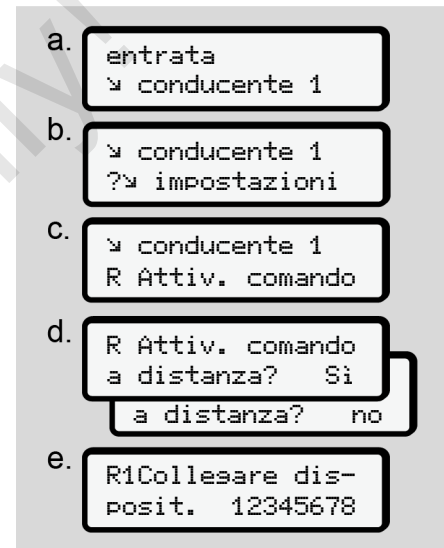 a.
entrata
↘ conducente 1
b.
↘ conducente 1
?↘ impostazioni
c.
↘ conducente 1
R Attiv. comando
d.
R Attiv. comando
a distanza? Sì
a distanza? no
e.
R1Collegare dis-
posit. 12345678